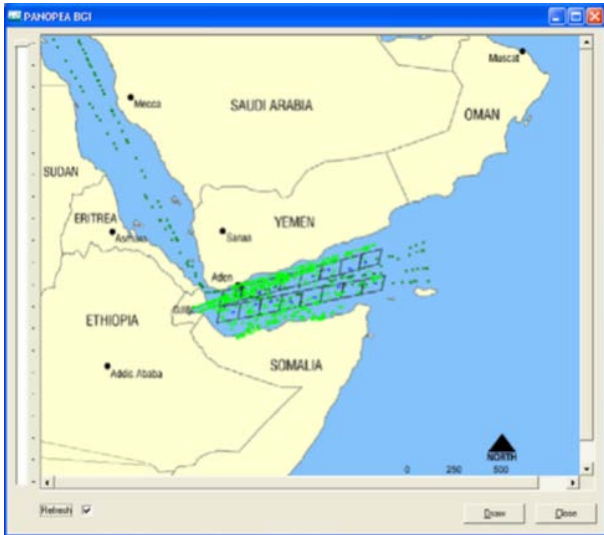 PANOPEA BGI
Muscat
Mecca
SAUDI ARABIA
OMAN
SUDAN
YEMEN
ERITREA
Asmara
Sanaa
Aden
ETHIOPIA
SOMALIA
Addis Ababa
NORTH
0 250 500
Refresh
Draw Close